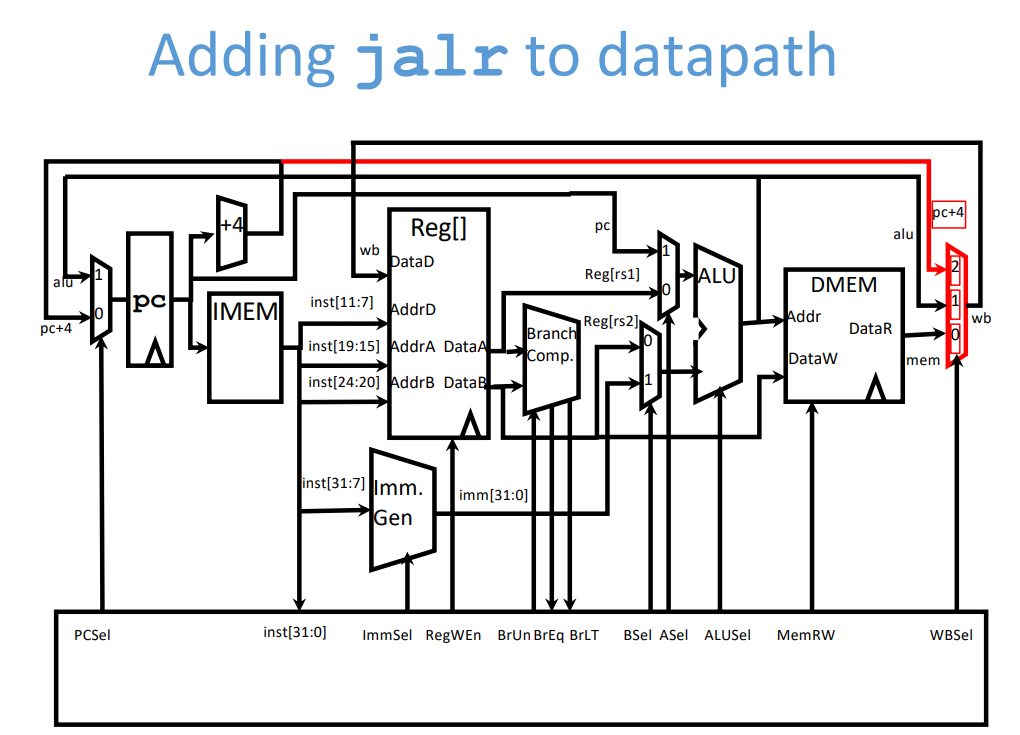 Adding jalr to datapath
+4
Reg[]
pc
pc+4
wb
DataD
1
ALU
alu
DMEM
2
alu
1
0
pc
IMEM
inst[11:7]
AddrD
Reg[rs1]
0
Reg[rs2]
Addr
1
wb
pc+4
inst[19:15]
AddrA
DataA
Branch
Comp.
0
DataR
0
mem
inst[24:20]
AddrB
DataB
1
DataW
inst[31:7]
Imm.
Gen
imm[31:0]
PCSel
inst[31:0]
ImmSel
RegWEn
BrUn
BrEq
BrLT
BSel
ASel
ALUSel
MemRW
WBSel